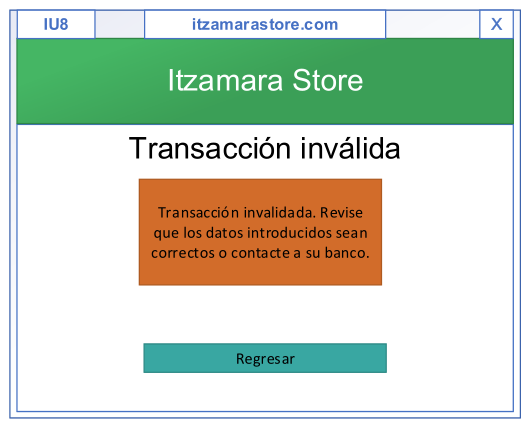 IU8
itzamarastore.com
X
Itzamara Store
Transacción inválida
Transacción invalidada. Revise
que los datos introducidos sean
correctos o contacte a su banco.
Regresar